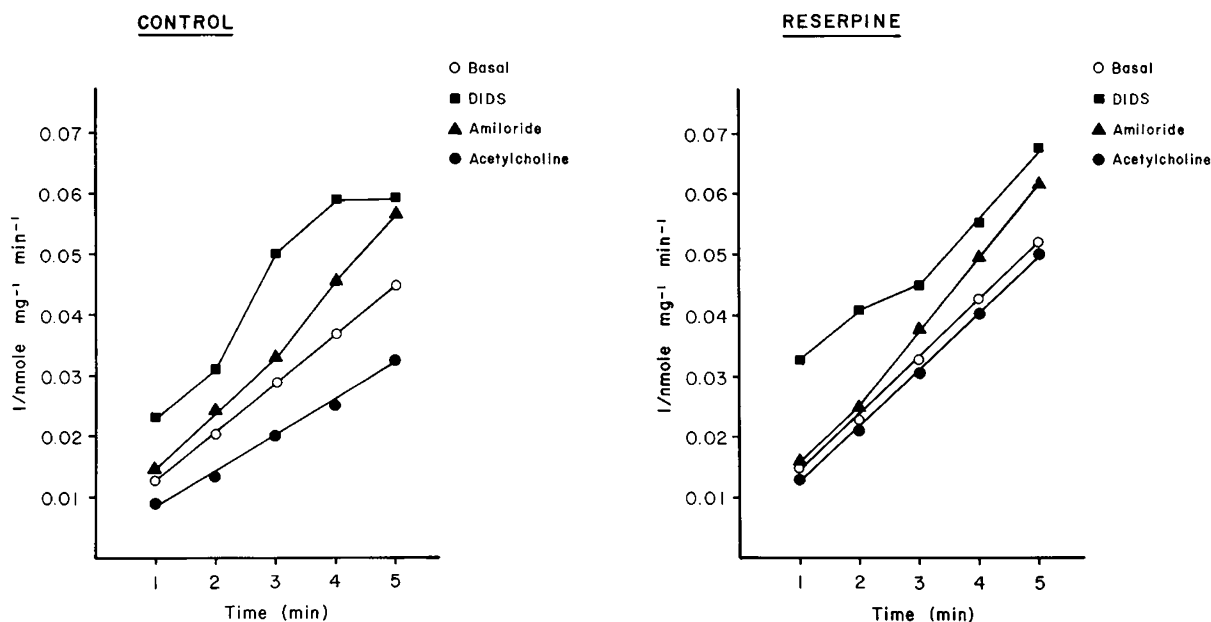 CONTROL
Basal
DIDS
Amiloride
Acetylcholine
0.07
0.06
0.05
0.04
0.03
0.02
0.01
1/nmole mg⁻¹ min⁻¹
1 2 3 4 5
Time (min)
RESERPINE
Basal
DIDS
Amiloride
Acetylcholine
0.07
0.06
0.05
0.04
0.03
0.02
0.01
1/nmole mg⁻¹ min⁻¹
1 2 3 4 5
Time (min)